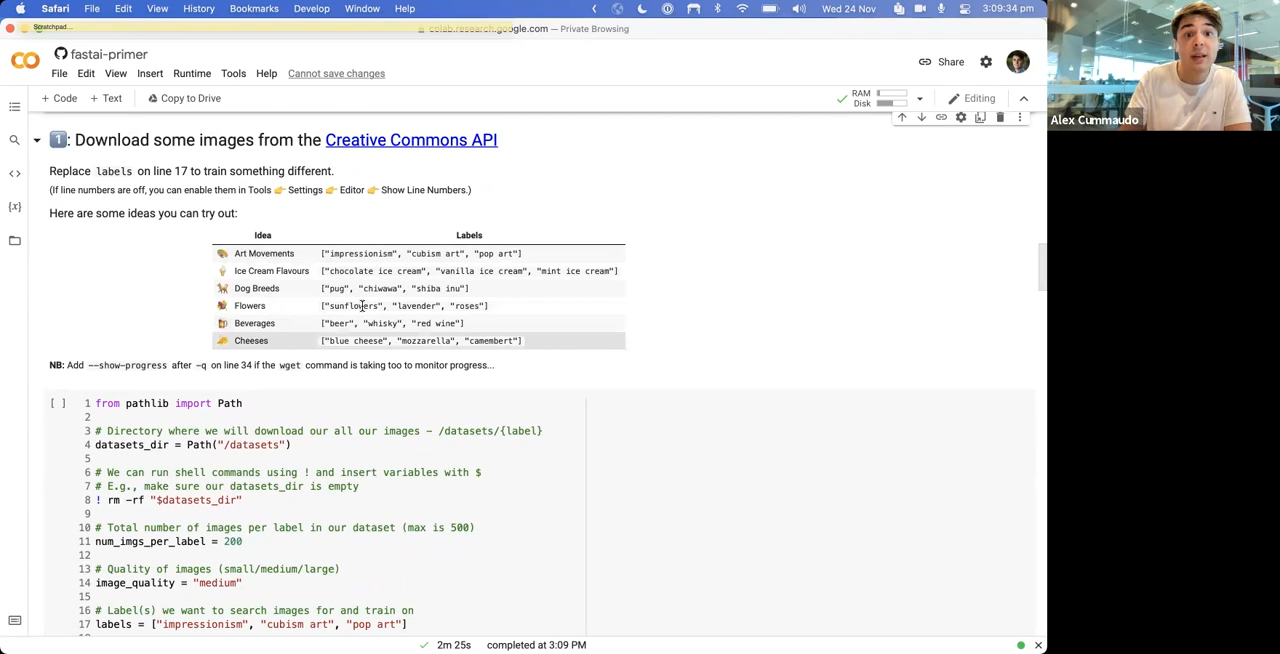 Safari File Edit View History Bookmarks Develop Window Help Wed 24 Nov 3:09:34 pm
Scratchpad... colab.research.google.com — Private Browsing
fastai-primer
File Edit View Insert Runtime Tools Help Cannot save changes
Share
+ Code + Text Copy to Drive
RAM
Disk
Editing
Alex Cummaudo
1: Download some images from the Creative Commons API
Replace labels on line 17 to train something different.
(If line numbers are off, you can enable them in Tools 👉 Settings 👉 Editor 👉 Show Line Numbers.)
Here are some ideas you can try out:
Idea Labels
Art Movements ["impressionism", "cubism art", "pop art"]
Ice Cream Flavours ["chocolate ice cream", "vanilla ice cream", "mint ice cream"]
Dog Breeds ["pug", "chiwawa", "shiba inu"]
Flowers ["sunflowers", "lavender", "roses"]
Beverages ["beer", "whisky", "red wine"]
Cheeses ["blue cheese", "mozzarella", "camembert"]
NB: Add --show-progress after -q on line 34 if the wget command is taking too to monitor progress...
[ ] 1 from pathlib import Path
2
3 # Directory where we will download our all our images - /datasets/{label}
4 datasets_dir = Path("/datasets")
5
6 # We can run shell commands using ! and insert variables with $
7 # E.g., make sure our datasets_dir is empty
8 ! rm -rf "$datasets_dir"
9
10 # Total number of images per label in our dataset (max is 500)
11 num_imgs_per_label = 200
12
13 # Quality of images (small/medium/large)
14 image_quality = "medium"
15
16 # Label(s) we want to search images for and train on
17 labels = ["impressionism", "cubism art", "pop art"]
2m 25s completed at 3:09 PM